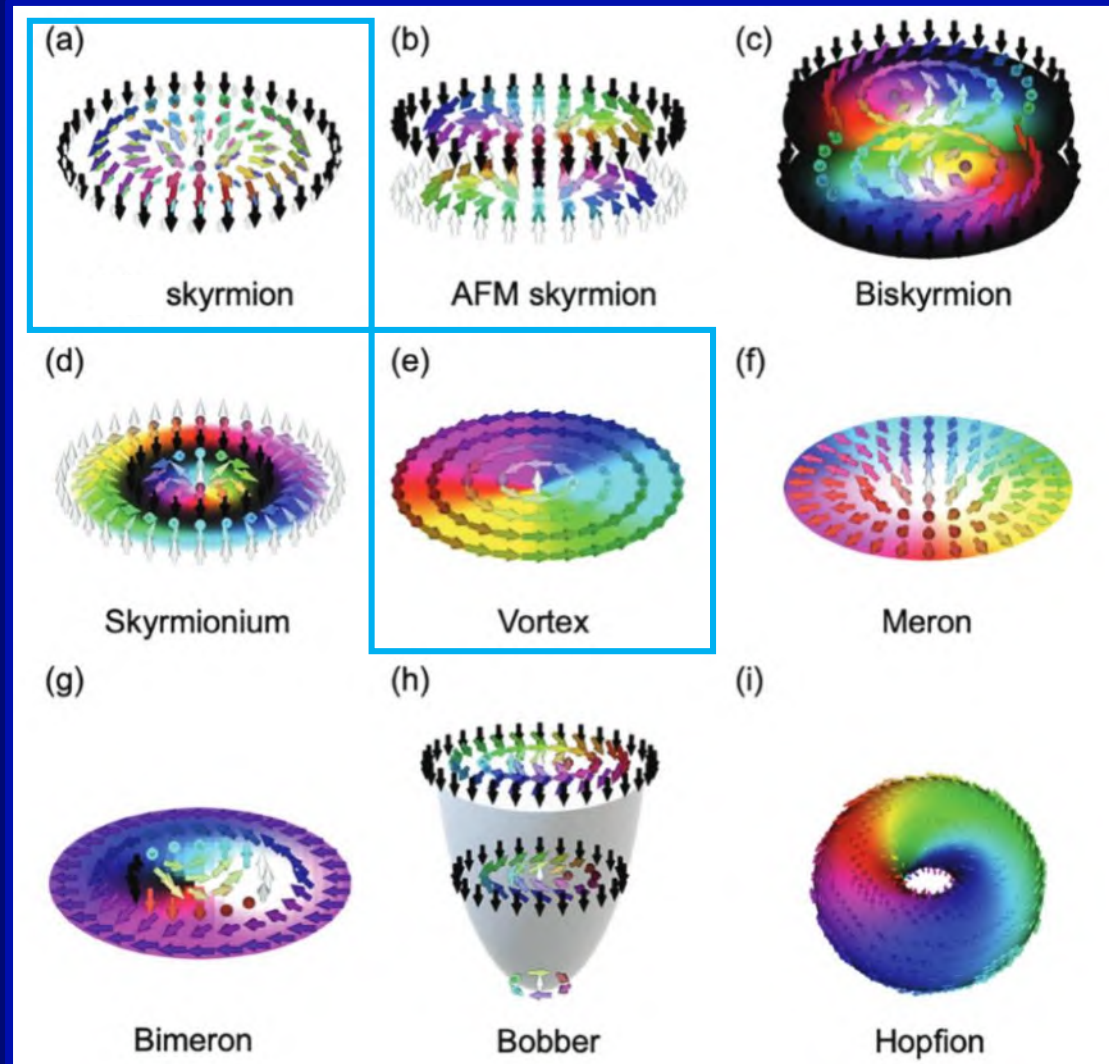 (a)
(b)
(c)
skyrmion
AFM skyrmion
Biskyrmion
(d)
(e)
(f)
Skyrmionium
Vortex
Meron
(g)
(h)
(i)
Bimeron
Bobber
Hopfion